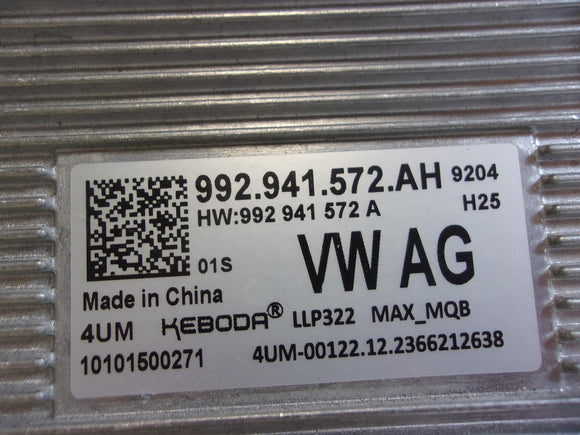 992.941.572.AH 9204
HW:992 941 572 A H25
01S VW AG
Made in China
4UM KEBODA® LLP322 MAX_MQB
10101500271 4UM-00122.12.2366212638